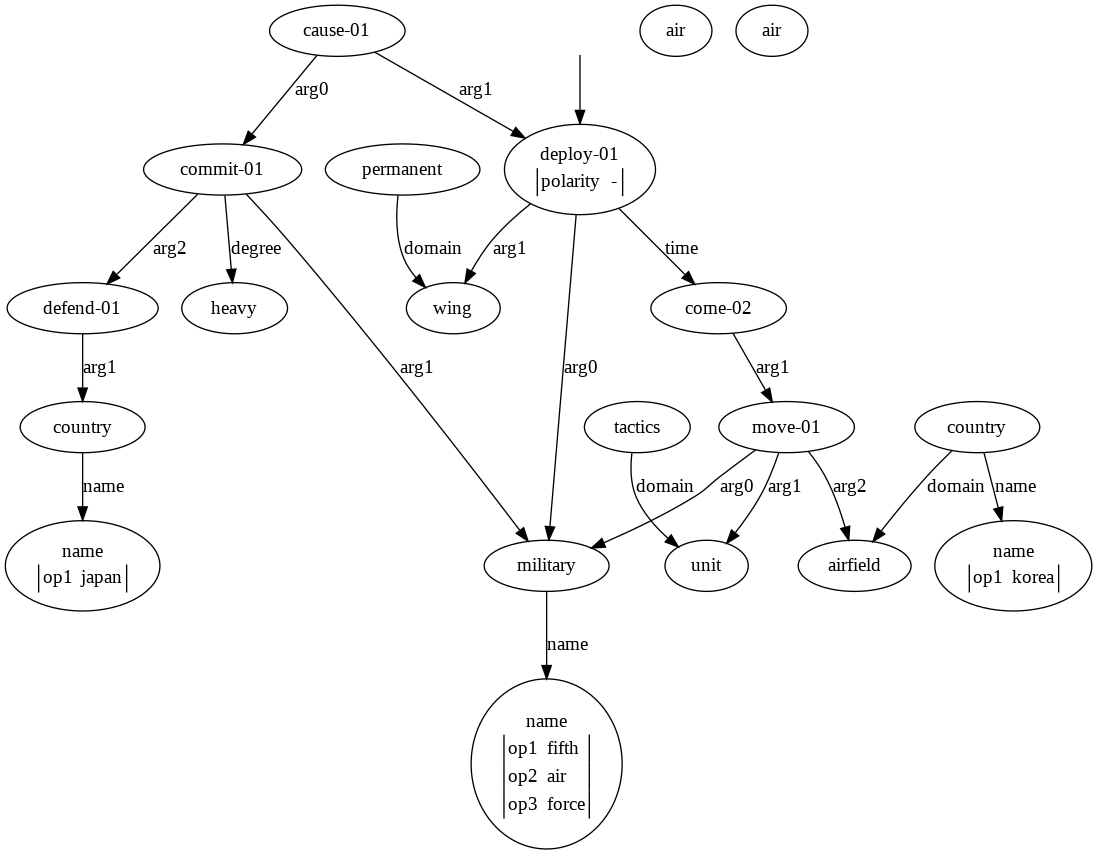 cause-01
air
air
arg0
arg1
commit-01
permanent
deploy-01
polarity -
arg2
degree
domain
arg1
time
defend-01
heavy
wing
come-02
arg1
arg1
arg0
arg1
country
tactics
move-01
country
name
domain
arg0
arg1
arg2
domain
name
name
op1 japan
military
unit
airfield
name
op1 korea
name
name
op1 fifth
op2 air
op3 force